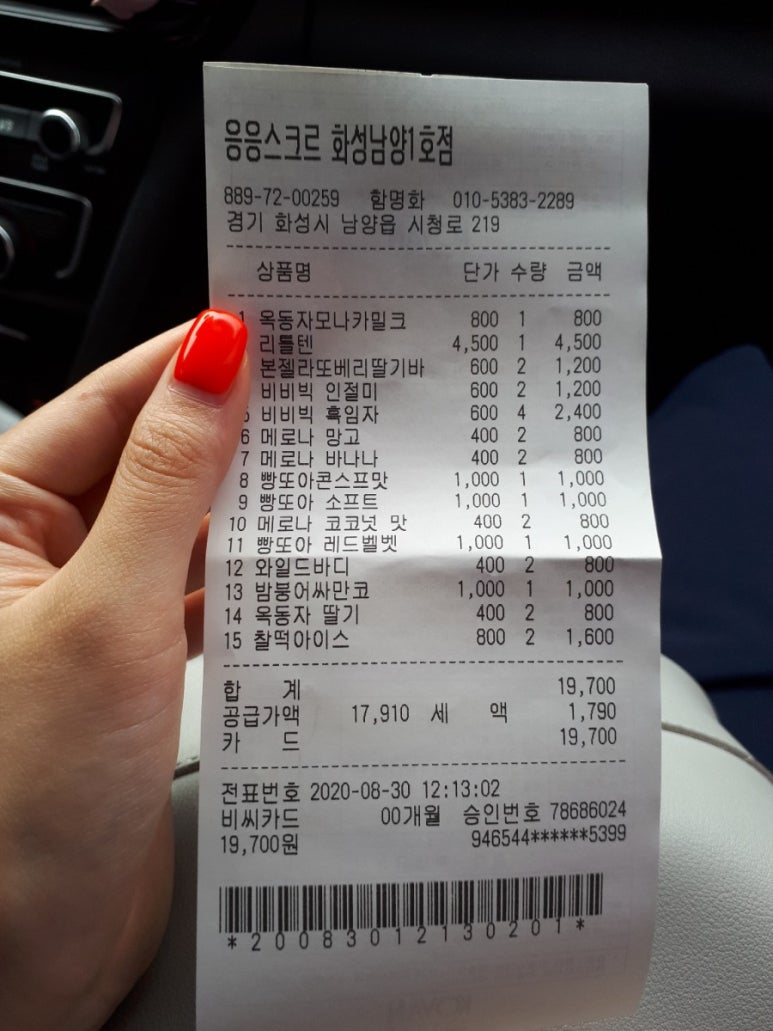 응응스크르 화성남양1호점
889-72-00259 함명화 010-5383-2289
경기 화성시 남양읍 시청로 219
상품명 단가 수량 금액
1 옥동자모나카밀크 800 1 800
리틀텐 4,500 1 4,500
본젤라또베리딸기바 600 2 1,200
비비빅 인절미 600 2 1,200
5 비비빅 흑임자 600 4 2,400
6 메로나 망고 400 2 800
7 메로나 바나나 400 2 800
8 빵또아콘스프맛 1,000 1 1,000
9 빵또아 소프트 1,000 1 1,000
10 메로나 코코넛 맛 400 2 800
11 빵또아 레드벨벳 1,000 1 1,000
12 와일드바디 400 2 800
13 밤붕어싸만코 1,000 1 1,000
14 옥동자 딸기 400 2 800
15 찰떡아이스 800 2 1,600
합 계 19,700
공급가액 17,910 세 액 1,790
카 드 19,700
전표번호 2020-08-30 12:13:02
비씨카드 00개월 승인번호 78686024
19,700원 946544******5399
*2008301213​0201*